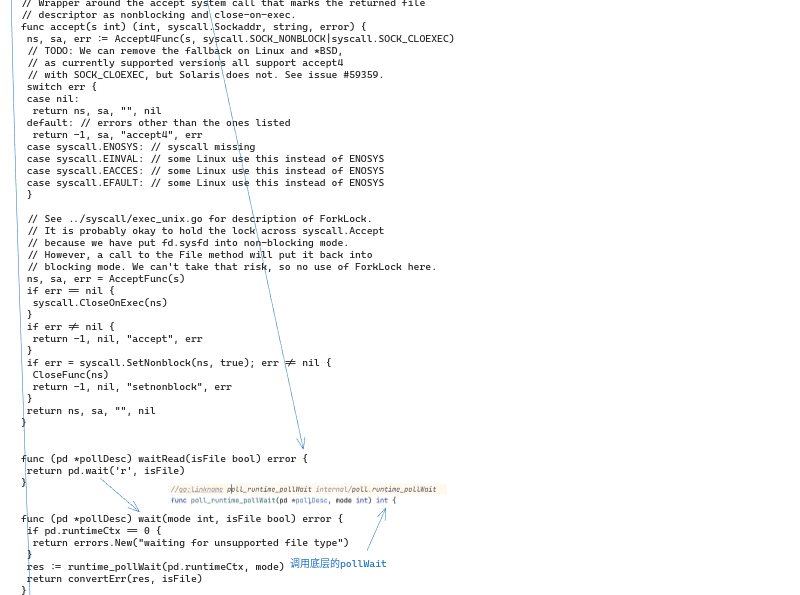 // Wrapper around the accept system call that marks the returned file
// descriptor as nonblocking and close-on-exec.
func accept(s int) (int, syscall.Sockaddr, string, error) {
ns, sa, err := Accept4Func(s, syscall.SOCK_NONBLOCK|syscall.SOCK_CLOEXEC)
// TODO: We can remove the fallback on Linux and *BSD,
// as currently supported versions all support accept4
// with SOCK_CLOEXEC, but Solaris does not. See issue #59359.
switch err {
case nil:
return ns, sa, "", nil
default: // errors other than the ones listed
return -1, sa, "accept4", err
case syscall.ENOSYS: // syscall missing
case syscall.EINVAL: // some Linux use this instead of ENOSYS
case syscall.EACCES: // some Linux use this instead of ENOSYS
case syscall.EFAULT: // some Linux use this instead of ENOSYS
}
// See ../syscall/exec_unix.go for description of ForkLock.
// It is probably okay to hold the lock across syscall.Accept
// because we have put fd.sysfd into non-blocking mode.
// However, a call to the File method will put it back into
// blocking mode. We can't take that risk, so no use of ForkLock here.
ns, sa, err = AcceptFunc(s)
if err == nil {
syscall.CloseOnExec(ns)
}
if err != nil {
return -1, nil, "accept", err
}
if err = syscall.SetNonblock(ns, true); err != nil {
CloseFunc(ns)
return -1, nil, "setnonblock", err
}
return ns, sa, "", nil
}
func (pd *pollDesc) waitRead(isFile bool) error {
return pd.wait('r', isFile)
}
//go:linkname poll_runtime_pollWait internal/poll.runtime_pollWait
func poll_runtime_pollWait(pd *pollDesc, mode int) int {
func (pd *pollDesc) wait(mode int, isFile bool) error {
if pd.runtimeCtx == 0 {
return errors.New("waiting for unsupported file type")
}
res := runtime_pollWait(pd.runtimeCtx, mode) 调用底层的pollWait
return convertErr(res, isFile)
}